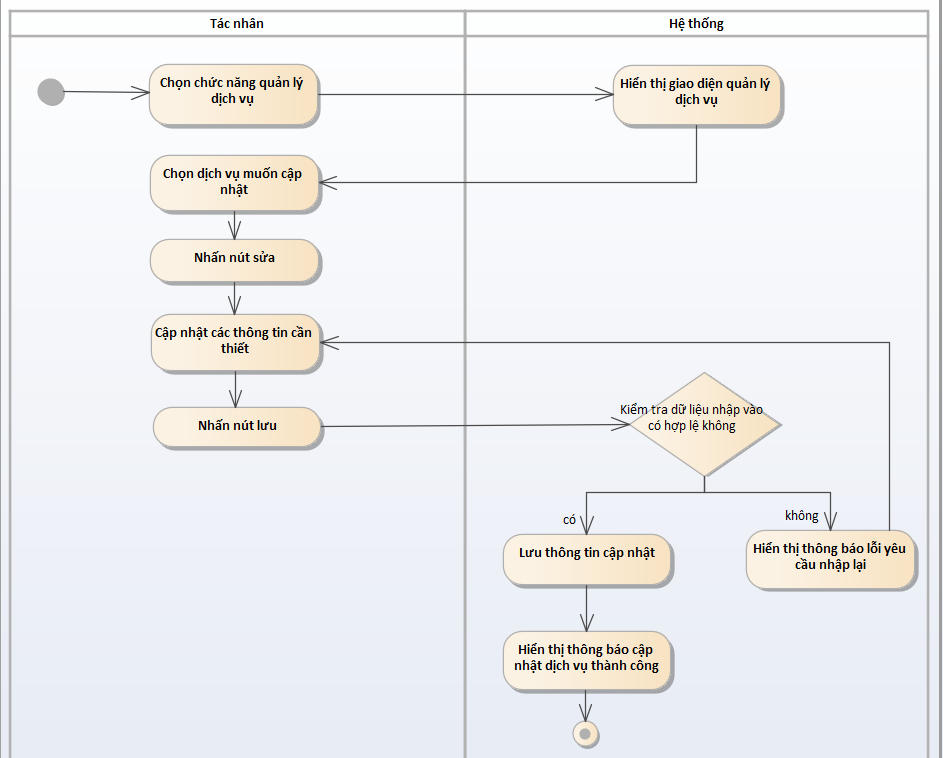 Tác nhân
Hệ thống
Chọn chức năng quản lý
dịch vụ
Hiển thị giao diện quản lý
dịch vụ
Chọn dịch vụ muốn cập
nhật
Nhấn nút sửa
Cập nhật các thông tin cần
thiết
Nhấn nút lưu
Kiểm tra dữ liệu nhập vào
có hợp lệ không
có
không
Lưu thông tin cập nhật
Hiển thị thông báo lỗi yêu
cầu nhập lại
Hiển thị thông báo cập
nhật dịch vụ thành công